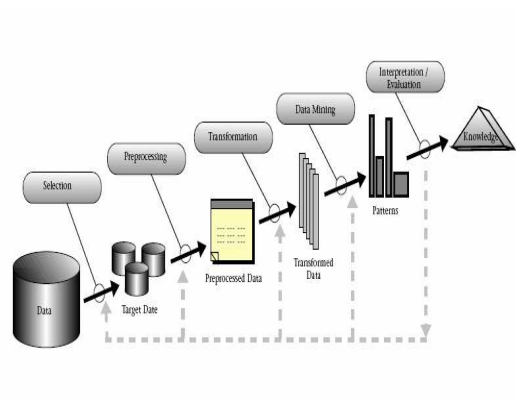 Interpretation /
Evaluation
Data Mining
Knowledge
Transformation
Preprocessing
Patterns
Selection
Transformed
Data
Preprocessed Data
Data
Target Date